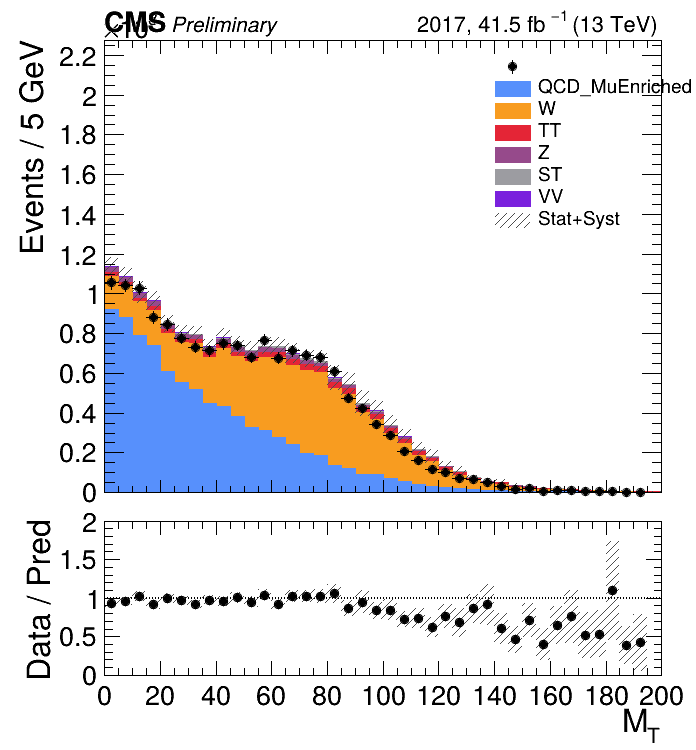 CMS Preliminary 2017, 41.5 fb⁻¹ (13 TeV)
Events / 5 GeV
2.2
2
1.8
1.6
1.4
1.2
1
0.8
0.6
0.4
0.2
0
QCD_MuEnriched
W
TT
Z
ST
VV
Stat+Syst
Data / Pred
2
1.5
1
0.5
0
0 20 40 60 80 100 120 140 160 180 200
M_T